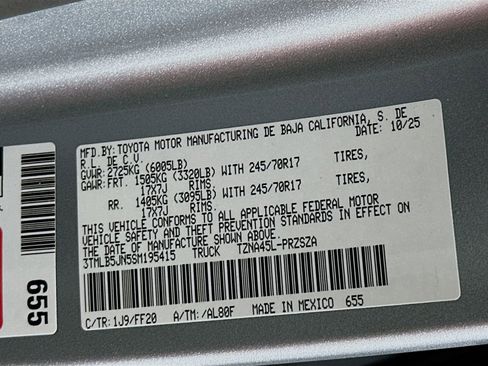 MFD.BY:TOYOTA MOTOR MANUFACTURING DE BAJA CALIFORNIA, S. DE
R.L. DE C.V. DATE: 10/25
GVWR: 2725KG (6005LB)
GAWR: FRT. 1505KG (3320LB) WITH 245/70R17 TIRES,
17X7J RIMS
RR. 1405KG (3095LB) WITH 245/70R17 TIRES,
17X7J RIMS
THIS VEHICLE CONFORMS TO ALL APPLICABLE FEDERAL MOTOR
VEHICLE SAFETY AND THEFT PREVENTION STANDARDS IN EFFECT ON
THE DATE OF MANUFACTURE SHOWN ABOVE.
3TMLB5JN5SM195415 TRUCK TZNA45L-PRZSZA
C/TR: 1J9/FF20 A/TM: /AL80F MADE IN MEXICO 655
655